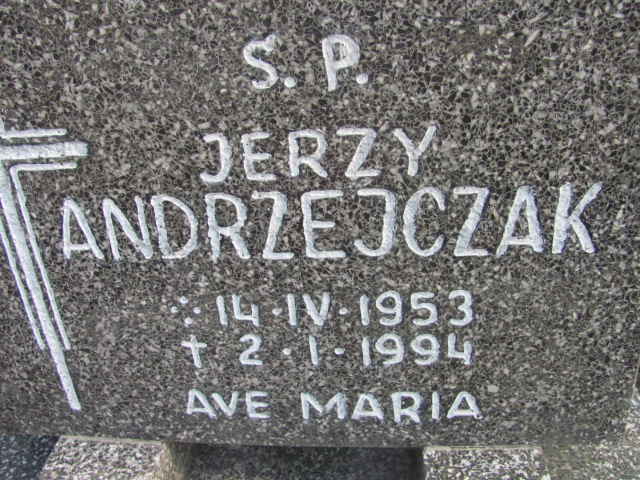 S. P.
JERZY
ANDRZEJCZAK
14·IV·1953
† 2·I·1994
AVE MARIA